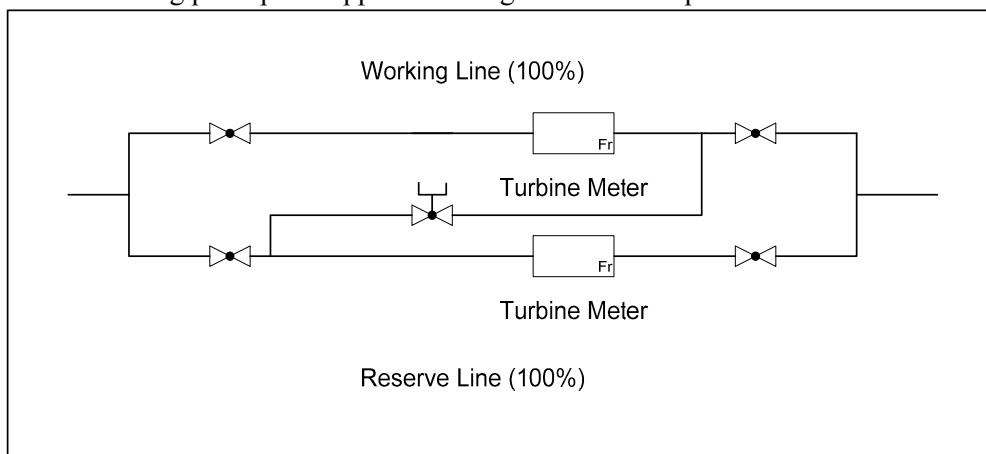 Working Line (100%)
Fr
Turbine Meter
Fr
Turbine Meter
Reserve Line (100%)